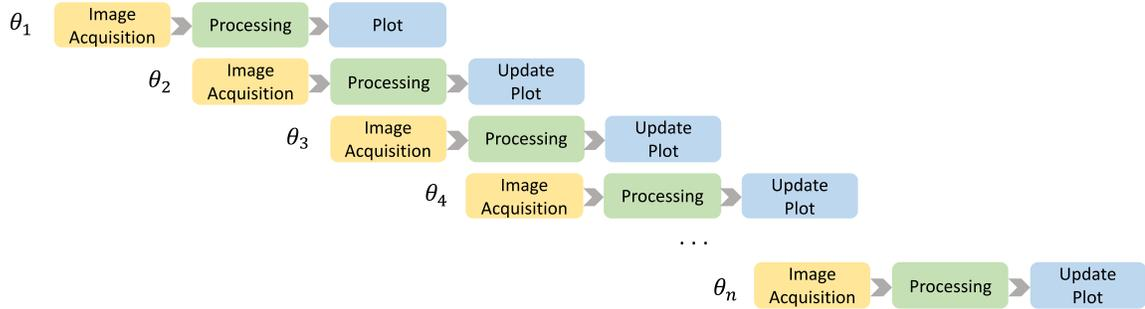 θ1
Image
Acquisition
Processing
Plot
θ2
Image
Acquisition
Processing
Update
Plot
θ3
Image
Acquisition
Processing
Update
Plot
θ4
Image
Acquisition
Processing
Update
Plot
...
θn
Image
Acquisition
Processing
Update
Plot